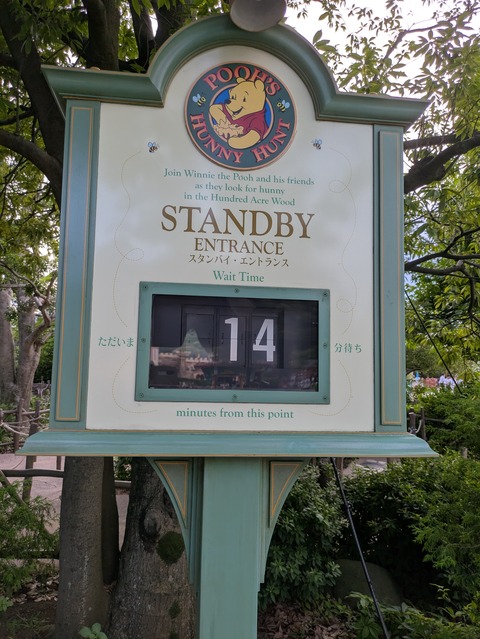 POOH'S
HUNNY HUNT
Join Winnie the Pooh and his friends
as they look for hunny
in the Hundred Acre Wood
STANDBY
ENTRANCE
スタンバイ・エントランス
Wait Time
ただいま 14 分待ち
minutes from this point